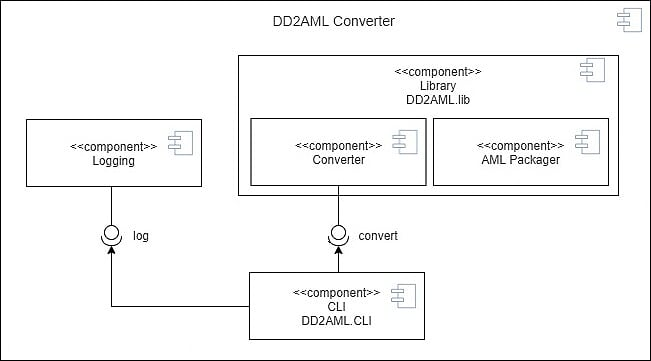 DD2AML Converter
<<component>>
Library
DD2AML.lib
<<component>>
Logging
<<component>>
Converter
<<component>>
AML Packager
log
convert
<<component>>
CLI
DD2AML.CLI